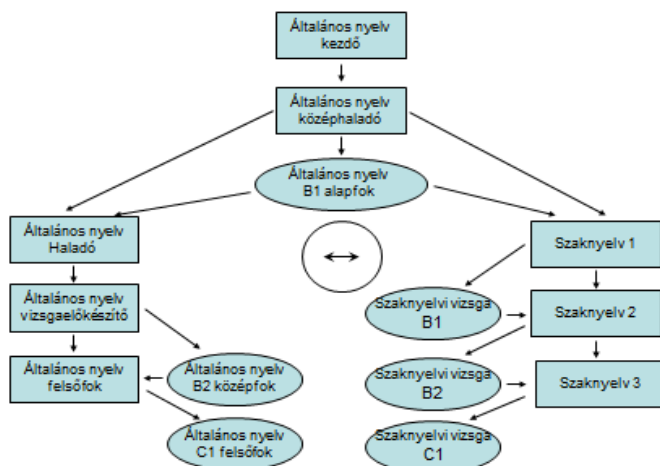 Általános nyelv
kezdő
Általános nyelv
középhaladó
Általános nyelv
B1 alapfok
Általános nyelv
Haladó
Szaknyelv 1
Általános nyelv
vizsgaelőkészítő
Szaknyelvi vizsga
B1
Szaknyelv 2
Általános nyelv
felsőfok
Általános nyelv
B2 középfok
Szaknyelvi vizsga
B2
Szaknyelv 3
Általános nyelv
C1 felsőfok
Szaknyelvi vizsga
C1